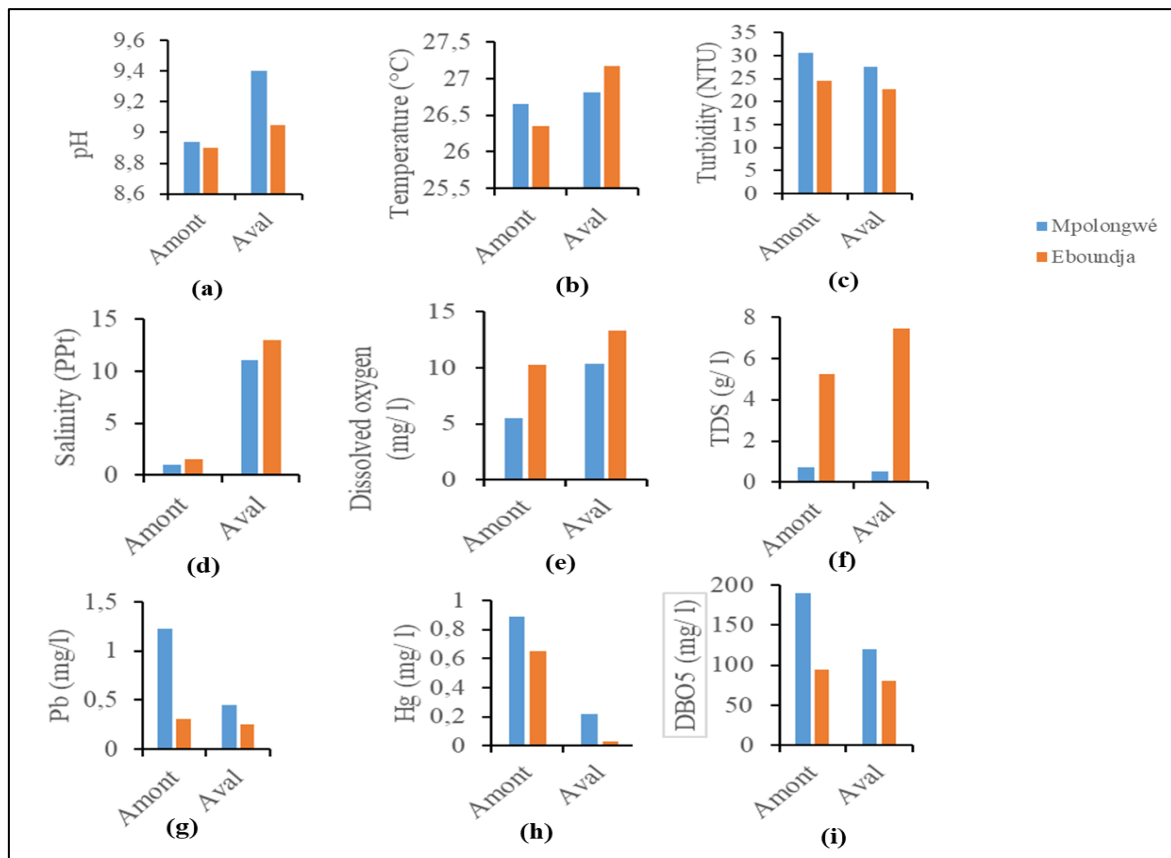 pH
9,6
9,4
9,2
9
8,8
8,6
Amont
Aval
(a)
Temperature (°C)
27,5
27
26,5
26
25,5
Amont
Aval
(b)
Turbidity (NTU)
35
30
25
20
15
10
5
0
Amont
Aval
(c)
Mpolongwé
Eboundja
Salinity (PPt)
15
10
5
0
Amont
Aval
(d)
Dissolved oxygen
(mg/ l)
15
10
5
0
Amont
Aval
(e)
TDS (g/ l)
8
6
4
2
0
Amont
Aval
(f)
Pb (mg/l)
1,5
1
0,5
0
Amont
Aval
(g)
Hg (mg/ l)
1
0,8
0,6
0,4
0,2
0
Amont
Aval
(h)
DBO5 (mg/ l)
200
150
100
50
0
Amont
Aval
(i)